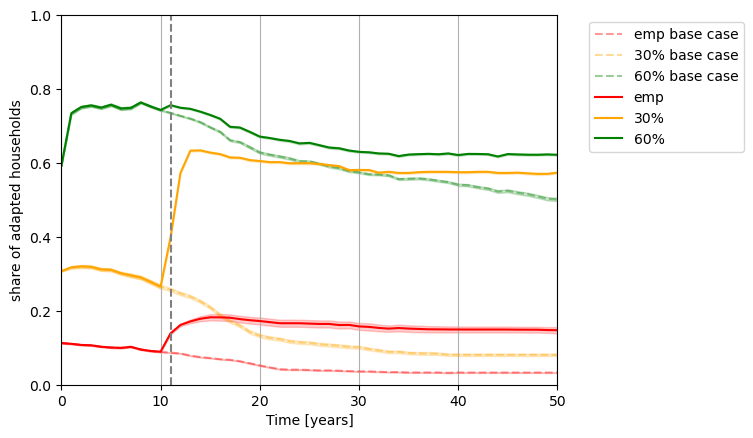 1.0
0.8
0.6
0.4
0.2
0.0
share of adapted households
0 10 20 30 40 50
Time [years]
emp base case
30% base case
60% base case
emp
30%
60%